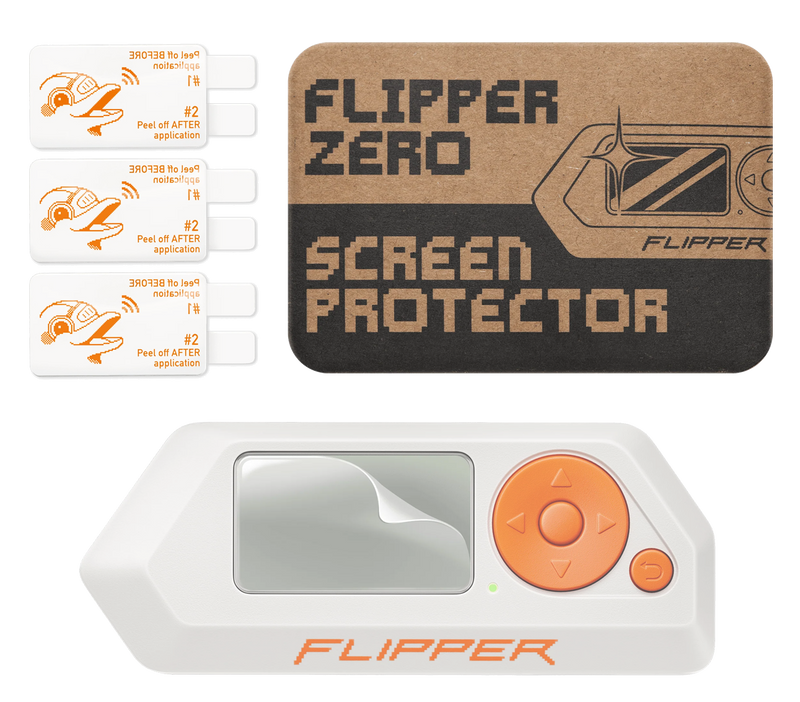 Peel off BEFORE
application
#1
#2
Peel off AFTER
application
Peel off BEFORE
application
#1
#2
Peel off AFTER
application
Peel off BEFORE
application
#1
#2
Peel off AFTER
application
FLIPPER
ZERO
FLIPPER
SCREEN
PROTECTOR
FLIPPER